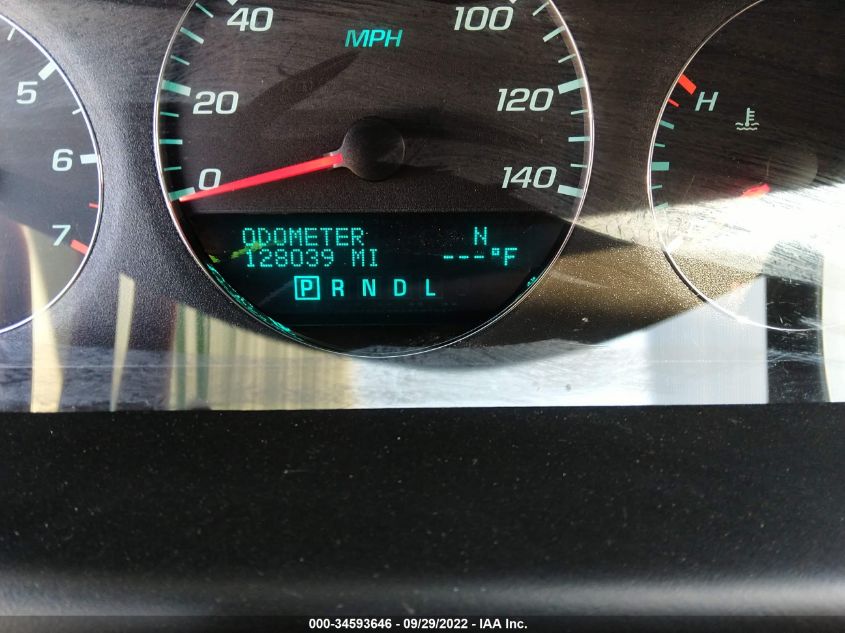 40
100
MPH
5
20
120
H
6
0
140
7
ODOMETER N
128039 MI ---°F
P R N D L
000-34593646 - 09/29/2022 - IAA Inc.